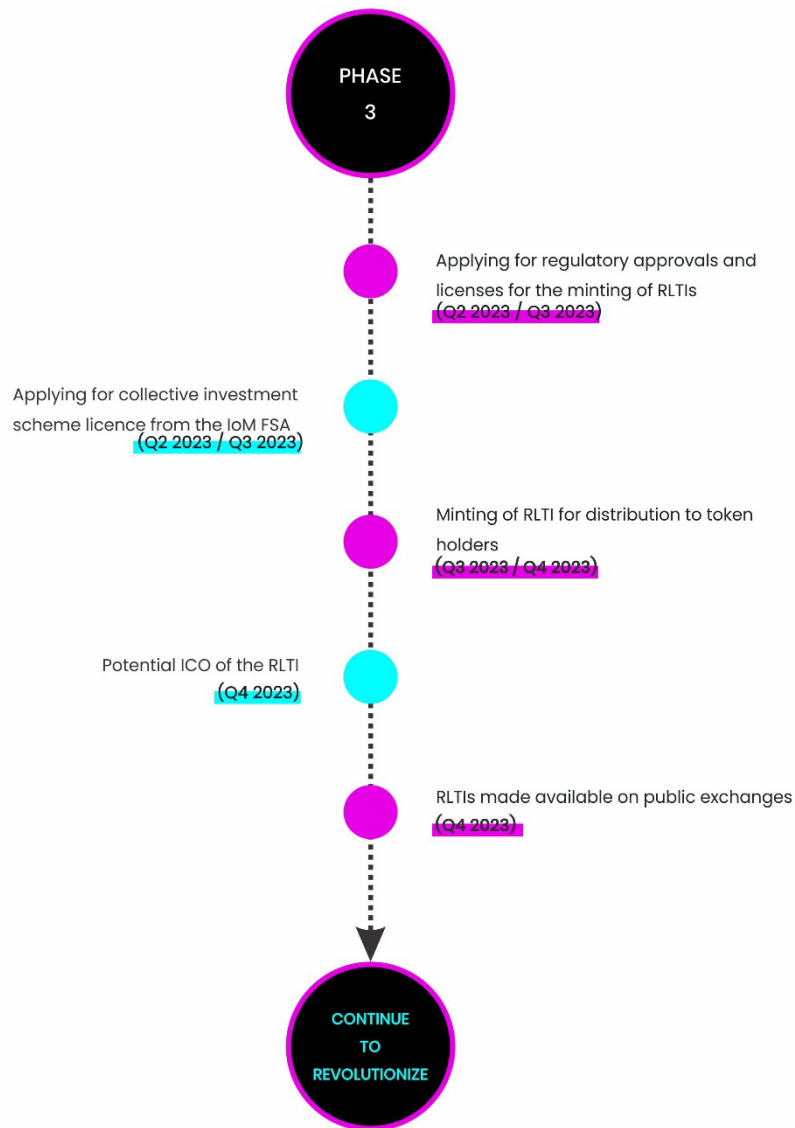 PHASE
3
Applying for regulatory approvals and
licenses for the minting of RLTIs
(Q2 2023 / Q3 2023)
Applying for collective investment
scheme licence from the IoM FSA
(Q2 2023 / Q3 2023)
Minting of RLTI for distribution to token
holders
(Q3 2023 / Q4 2023)
Potential ICO of the RLTI
(Q4 2023)
RLTIs made available on public exchanges
(Q4 2023)
CONTINUE
TO
REVOLUTIONIZE